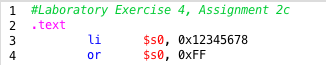 1 #Laboratory Exercise 4, Assignment 2c
2 .text
3 li $s0, 0x12345678
4 or $s0, 0xFF